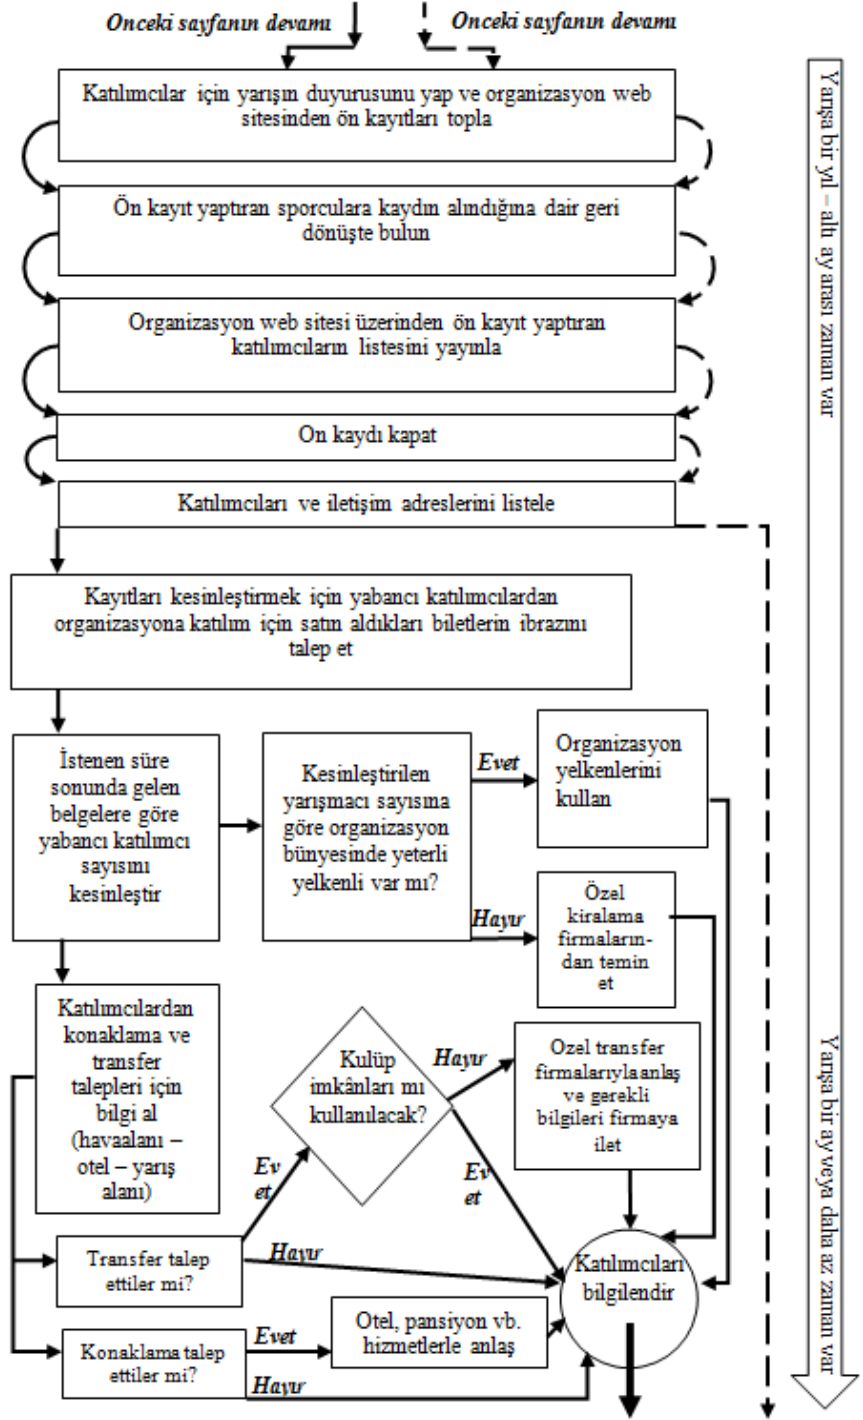 Onceki sayfanın devamı
Onceki sayfanın devamı
Katılımcılar için yarışın duyurusunu yap ve organizasyon web
sitesinden ön kayıtları topla
Ön kayıt yaptıran sporculara kaydın alındığına dair geri
dönüşte bulun
Organizasyon web sitesi üzerinden ön kayıt yaptıran
katılımcıların listesini yayınla
On kaydı kapat
Katılımcıları ve iletişim adreslerini listele
Yarışa bir yıl – altı ay arası zaman var
Kayıtları kesinleştirmek için yabancı katılımcılardan
organizasyona katılım için satın aldıkları biletlerin ibrazını
talep et
İstenen süre
sonunda gelen
belgelere göre
yabancı katılımcı
sayısını
kesinleştir
Kesinleştirilen
yarışmacı sayısına
göre organizasyon
bünyesinde yeterli
yelkenli var mı?
Evet
Organizasyon
yelkenlerini
kullan
Hayır
Özel
kiralama
firmaların-
dan temin
et
Katılımcılardan
konaklama ve
transfer
talepleri için
bilgi al
(havaalanı –
otel – yarış
alanı)
Kulüp
imkânları mı
kullanılacak?
Hayır
Ozel transfer
firmalarıyla anlaş
ve gerekli
bilgileri firmaya
ilet
Ev
et
Ev
et
Transfer talep
ettiler mi?
Hayır
Katılımcıları
bilgilendir
Konaklama talep
ettiler mi?
Evet
Otel, pansiyon vb.
hizmetlerle anlaş
Hayır
Yarışa bir ay veya daha az zaman var